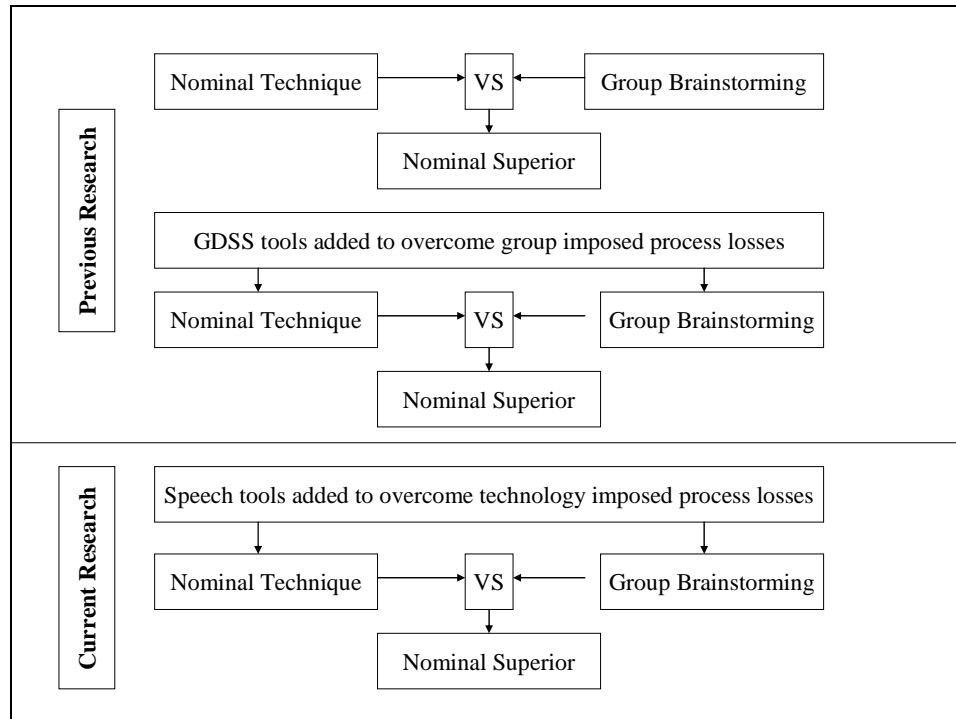 Previous Research
Nominal Technique
VS
Group Brainstorming
Nominal Superior
GDSS tools added to overcome group imposed process losses
Nominal Technique
VS
Group Brainstorming
Nominal Superior
Current Research
Speech tools added to overcome technology imposed process losses
Nominal Technique
VS
Group Brainstorming
Nominal Superior